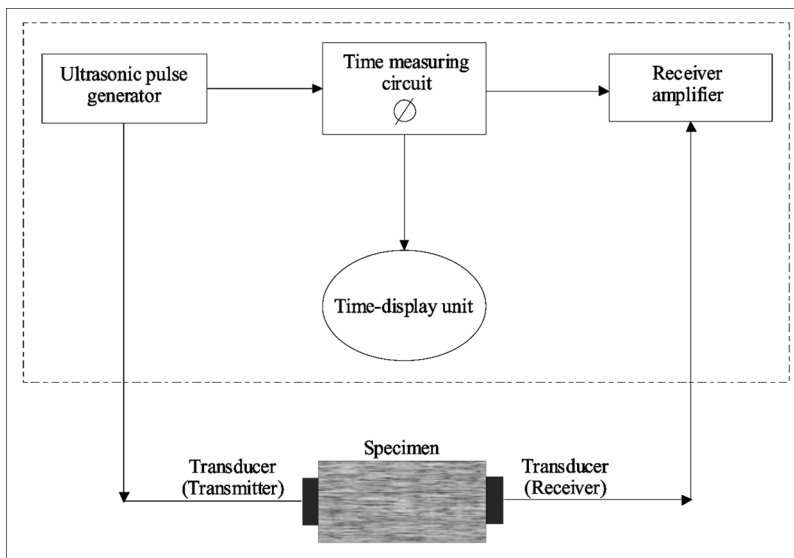 Ultrasonic pulse
generator
Time measuring
circuit
Receiver
amplifier
Time-display unit
Specimen
Transducer
(Transmitter)
Transducer
(Receiver)